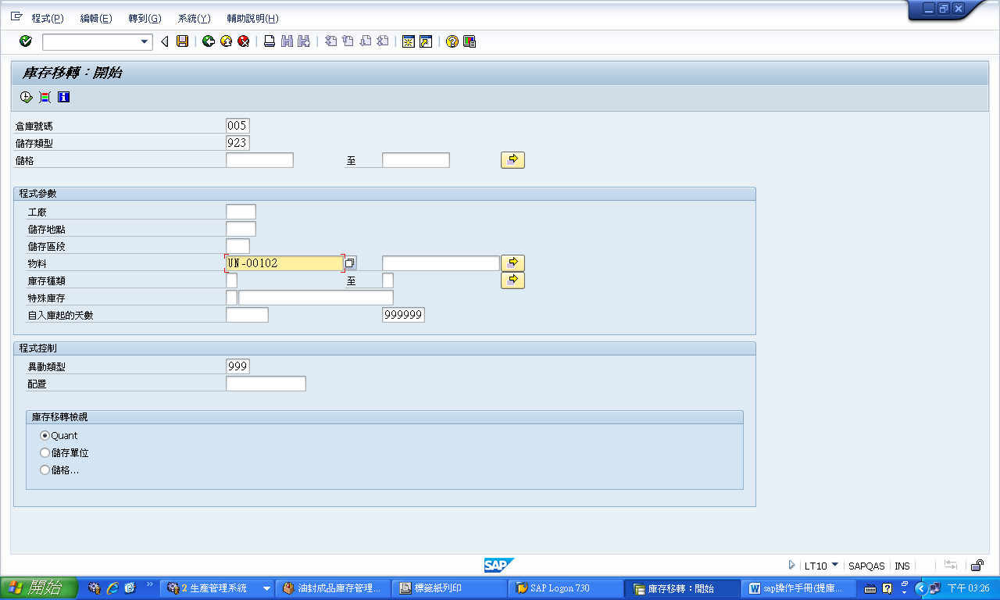 程式(P) 編輯(E) 轉到(G) 系統(Y) 輔助說明(H)
庫存移轉：開始
倉庫號碼 005
儲存類型 923
儲格 至
程式參數
工廠
儲存地點
儲存區段
物料 UN-00102
庫存種類 至
特殊庫存
自入庫起的天數 999999
程式控制
異動類型 999
配置
庫存移轉檢視
Quant
儲存單位
儲格...
SAP LT10 SAPQAS INS
開始 2 生產管理系統 油封成品庫存管理... 標籤紙列印 SAP Logon 730 庫存移轉：開始 sap操作手冊(提庫... 下午 03:26